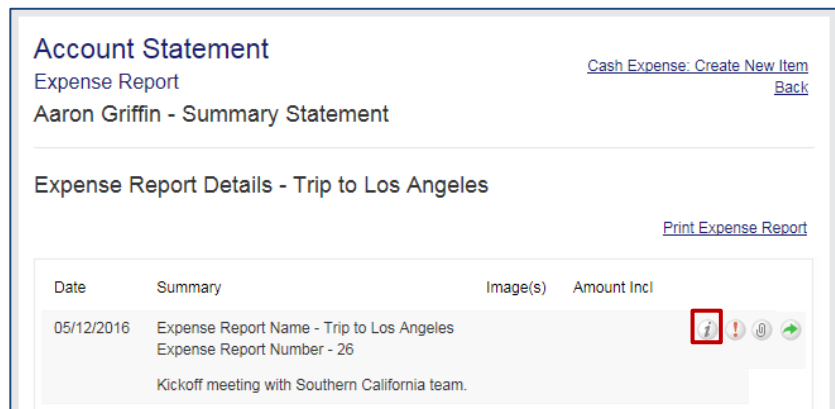 Account Statement
Cash Expense: Create New Item
Expense Report
Back
Aaron Griffin - Summary Statement
Expense Report Details - Trip to Los Angeles
Print Expense Report
Date Summary Image(s) Amount Incl
05/12/2016 Expense Report Name - Trip to Los Angeles
Expense Report Number - 26
Kickoff meeting with Southern California team.